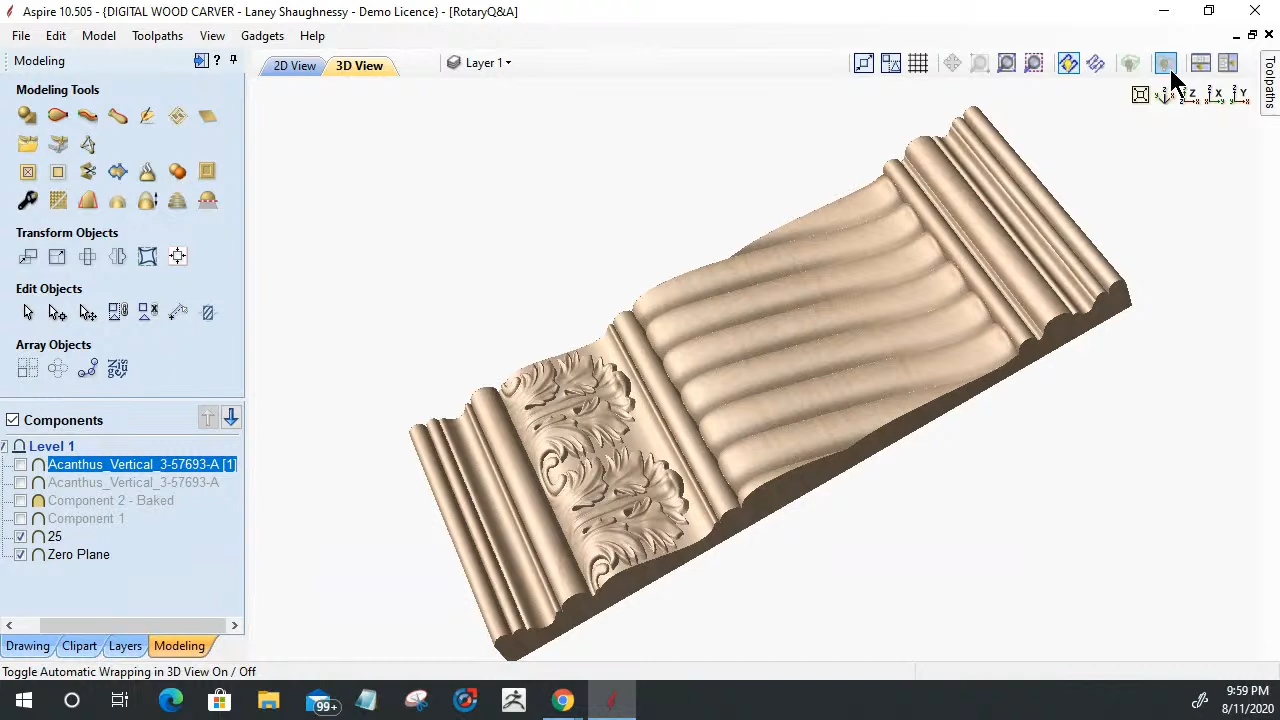 Aspire 10.505 - {DIGITAL WOOD CARVER - Laney Shaughnessy - Demo Licence} - [RotaryQ&A]
File Edit Model Toolpaths View Gadgets Help
Modeling
2D View
3D View
Layer 1
Toolpaths
Z
X
Y
Modeling Tools
Transform Objects
Edit Objects
Array Objects
Components
Level 1
Acanthus_Vertical_3-57693-A [1]
Acanthus_Vertical_3-57693-A
Component 2 - Baked
Component 1
25
Zero Plane
Drawing Clipart Layers Modeling
Toggle Automatic Wrapping in 3D View On / Off
99+
9:59 PM
8/11/2020